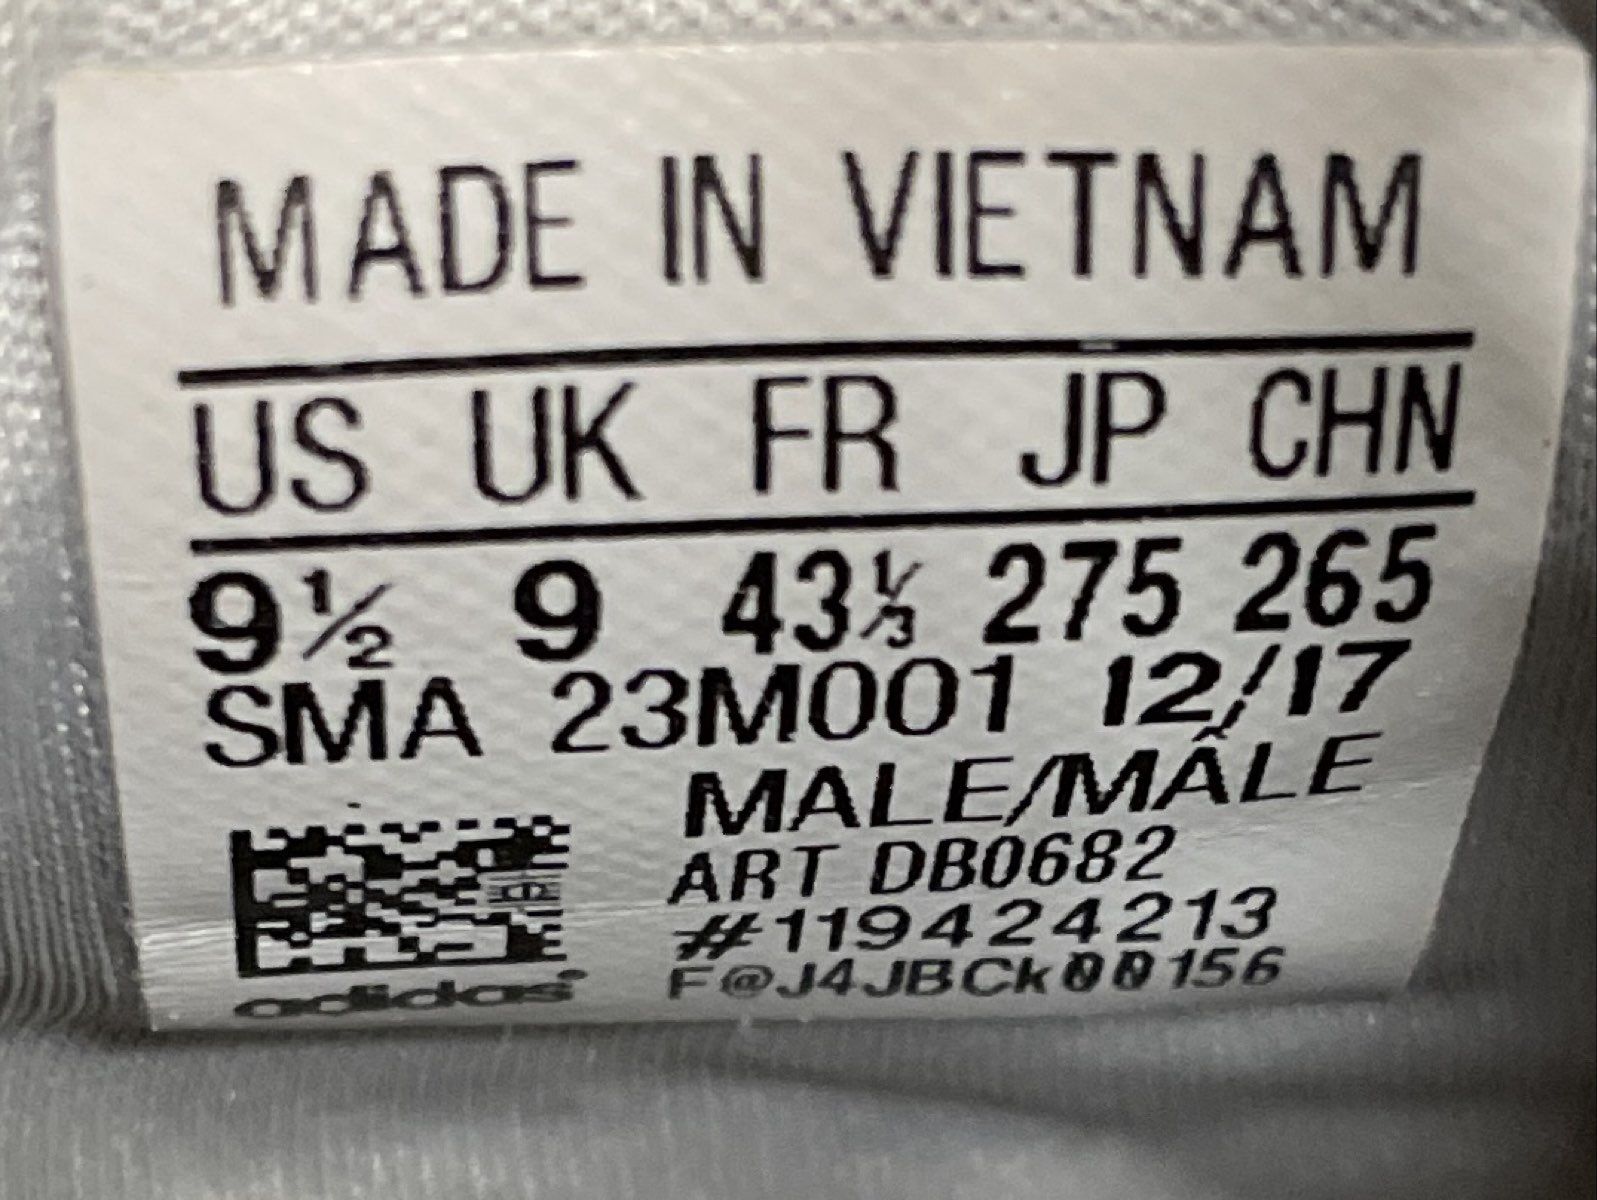 MADE IN VIETNAM
US UK FR JP CHN
9½ 9 43⅓ 275 265
SMA 23M001 12/17
MALE/MÂLE
ART DB0682
#119424213
F@J4JBCk00156
adidas